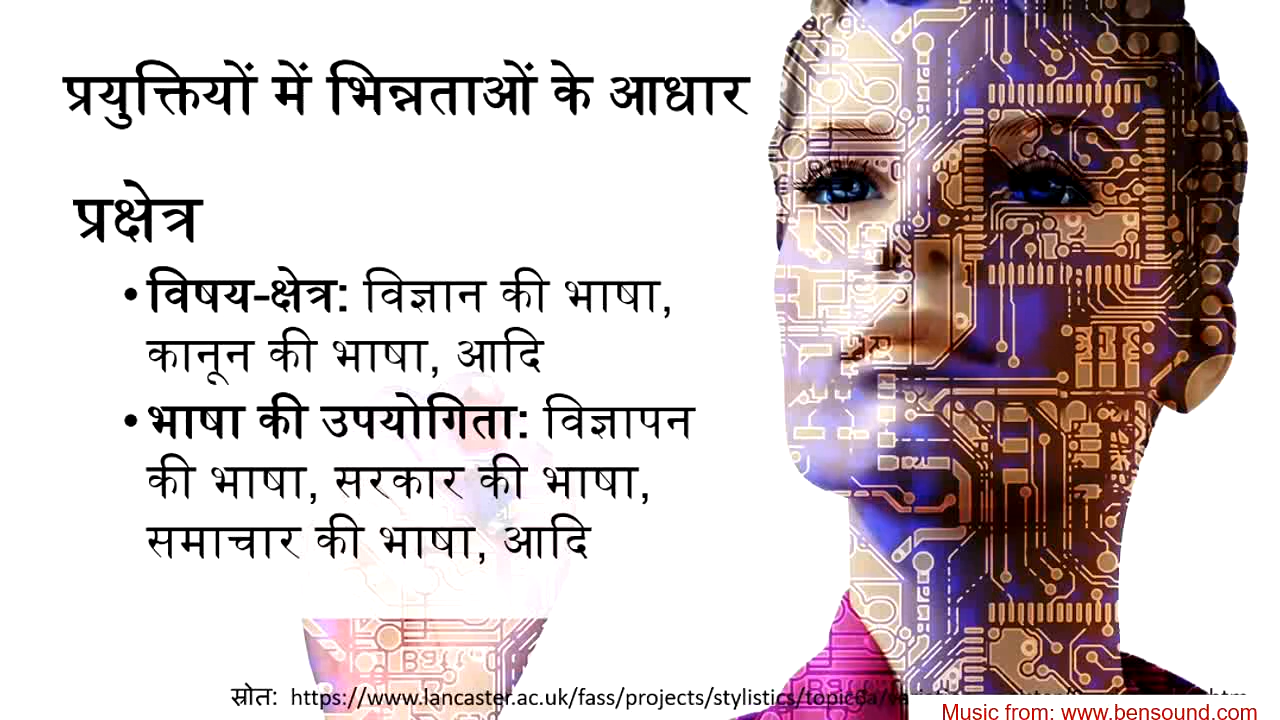 प्रयुक्तियों में भिन्नताओं के आधार
प्रक्षेत्र
• विषय-क्षेत्र: विज्ञान की भाषा,
कानून की भाषा, आदि
• भाषा की उपयोगिता: विज्ञापन
की भाषा, सरकार की भाषा,
समाचार की भाषा, आदि
स्रोत: https://www.lancaster.ac.uk/fass/projects/stylistics/topic6a/
Music from: www.bensound.com